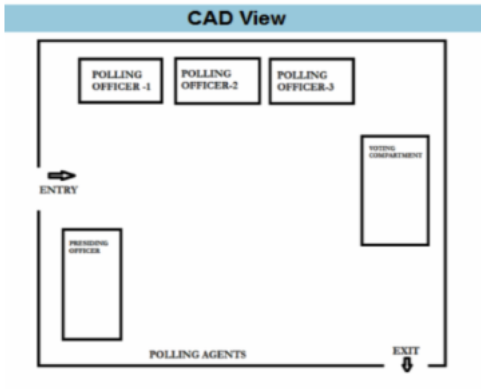 CAD View
POLLING
OFFICER -1
POLLING
OFFICER-2
POLLING
OFFICER-3
VOTING
COMPARTMENT
ENTRY
PRESIDING
OFFICER
POLLING AGENTS
EXIT